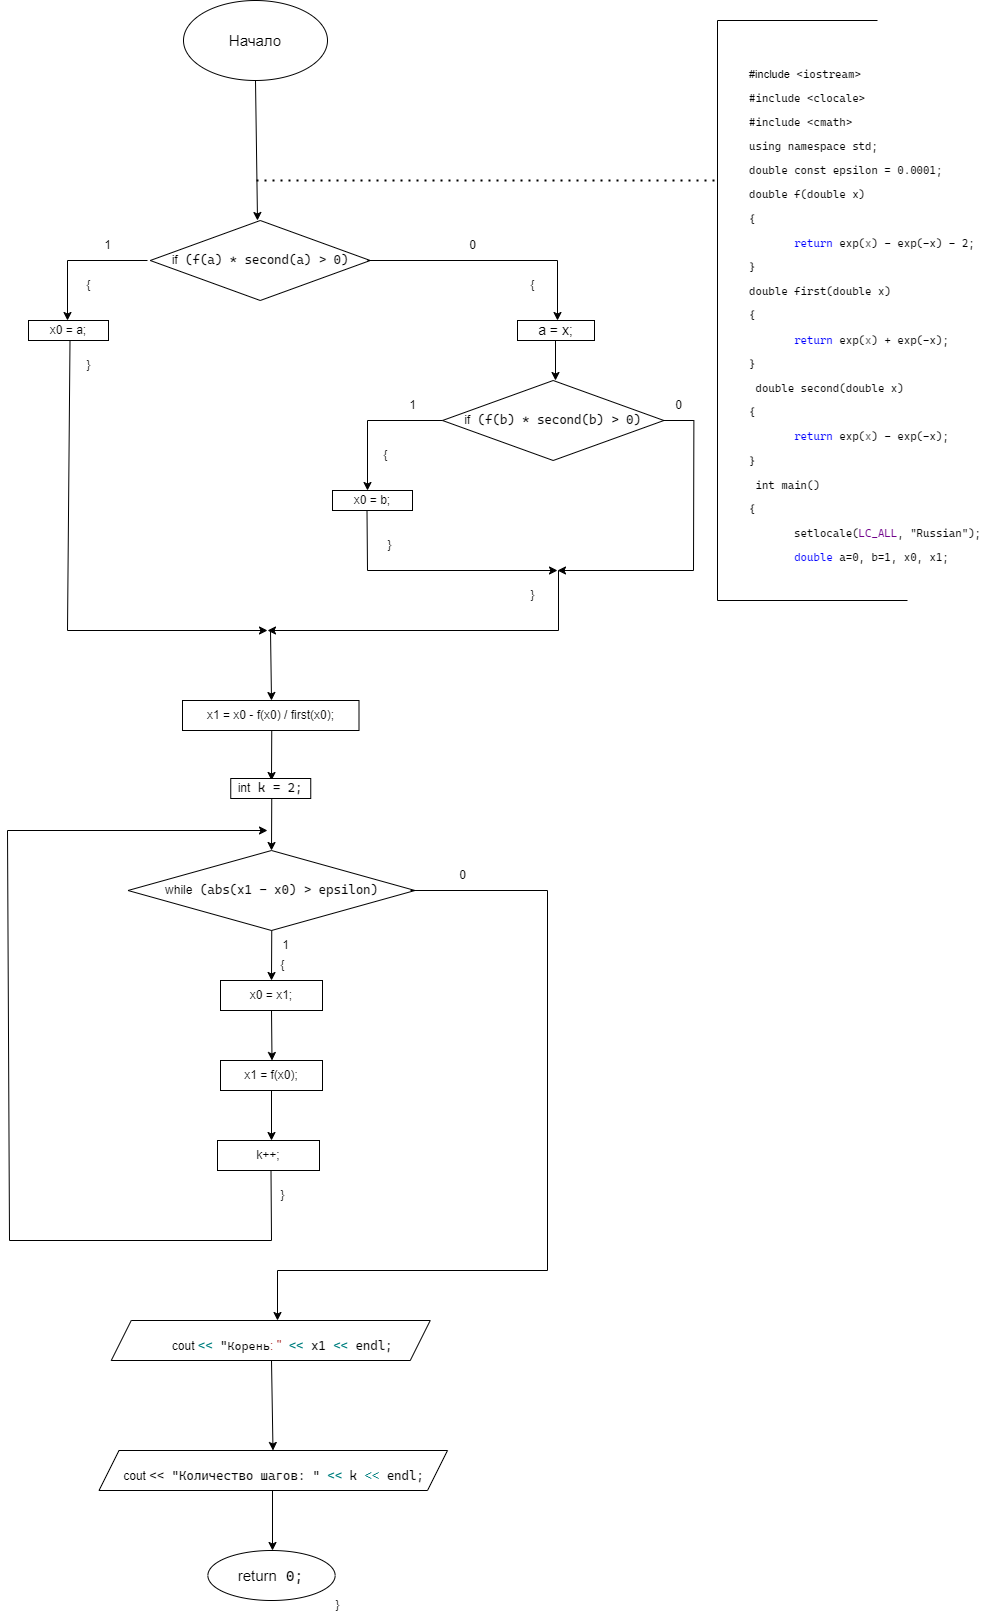 Начало
#include <iostream>
#include <clocale>
#include <cmath>
using namespace std;
double const epsilon = 0.0001;
double f(double x)
{
return exp(x) - exp(-x) - 2;
}
double first(double x)
{
return exp(x) + exp(-x);
}
double second(double x)
{
return exp(x) - exp(-x);
}
int main()
{
setlocale(LC_ALL, "Russian");
double a=0, b=1, x0, x1;
if (f(a) * second(a) > 0)
1
0
{
{
x0 = a;
a = x;
}
if (f(b) * second(b) > 0)
1
0
{
x0 = b;
}
}
x1 = x0 - f(x0) / first(x0);
int k = 2;
while (abs(x1 - x0) > epsilon)
0
1
{
x0 = x1;
x1 = f(x0);
k++;
}
cout << "Корень: " << x1 << endl;
cout << "Количество шагов: " << k << endl;
return 0;
}